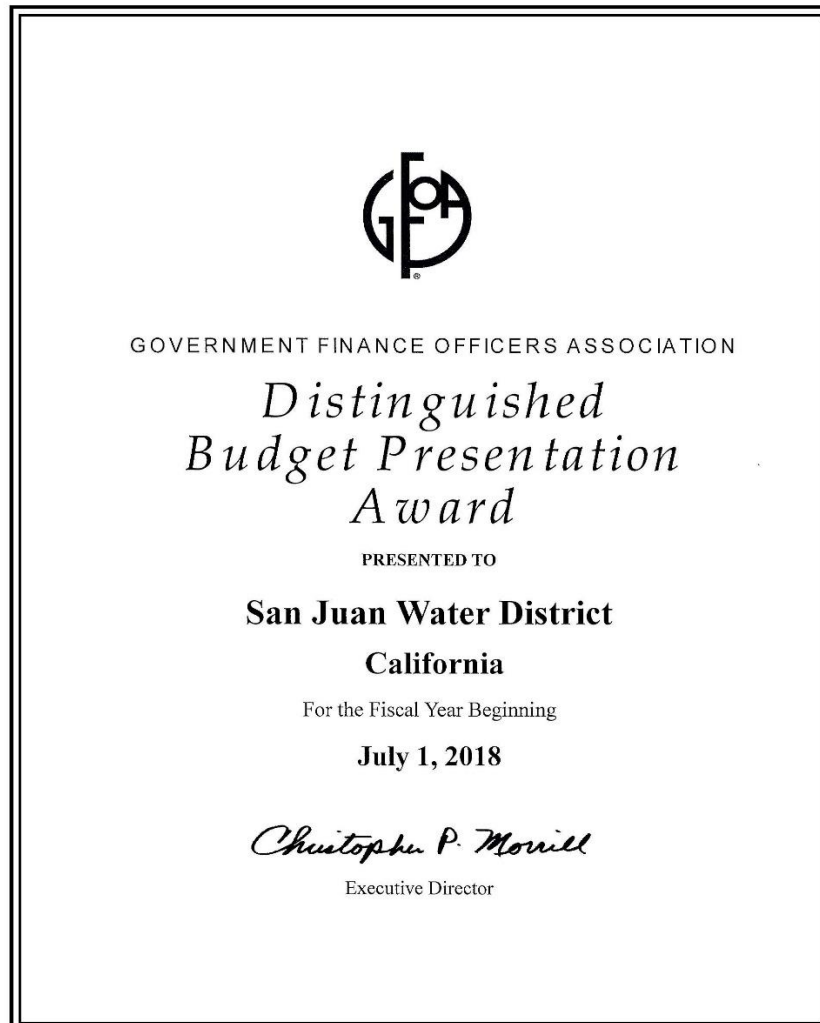 GFOA
®
GOVERNMENT FINANCE OFFICERS ASSOCIATION
Distinguished
Budget Presentation
Award
PRESENTED TO
San Juan Water District
California
For the Fiscal Year Beginning
July 1, 2018
Christopher P. Morrill
Executive Director